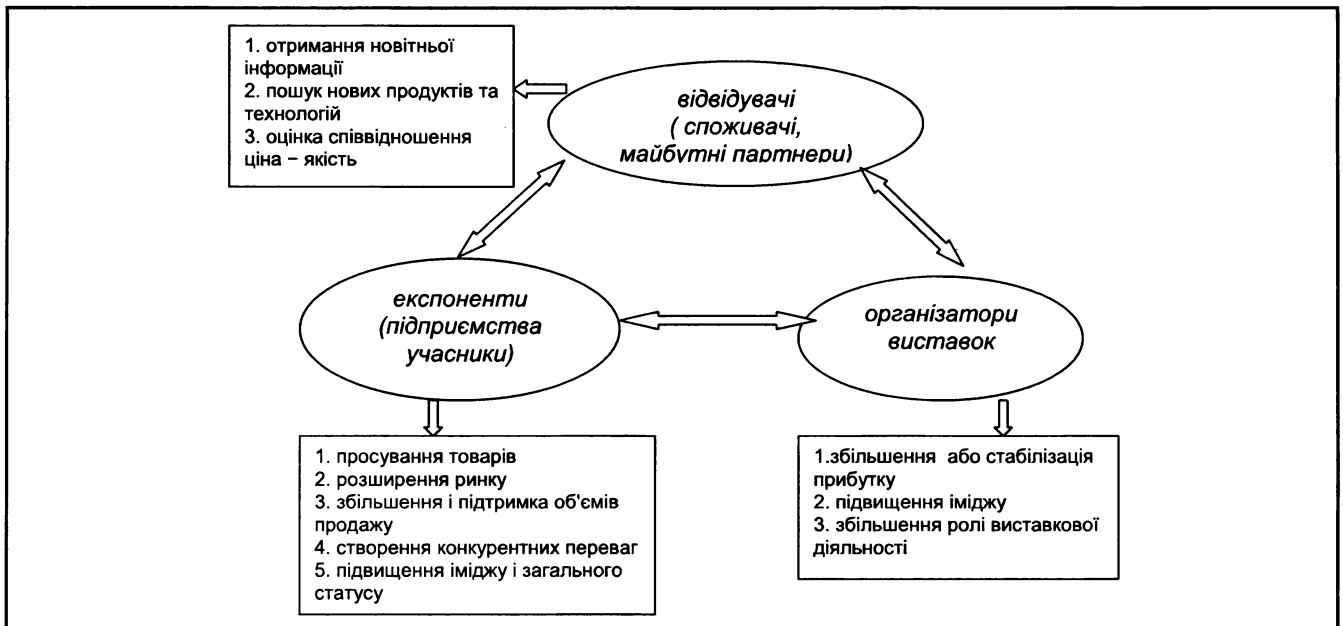 1. отримання новітньої
інформації
2. пошук нових продуктів та
технологій
3. оцінка співвідношення
ціна – якість
відвідувачі
( споживачі,
майбутні партнери)
експоненти
(підприємства
учасники)
організатори
виставок
1. просування товарів
2. розширення ринку
3. збільшення і підтримка об'ємів
продажу
4. створення конкурентних переваг
5. підвищення іміджу і загального
статусу
1.збільшення або стабілізація
прибутку
2. підвищення іміджу
3. збільшення ролі виставкової
діяльності